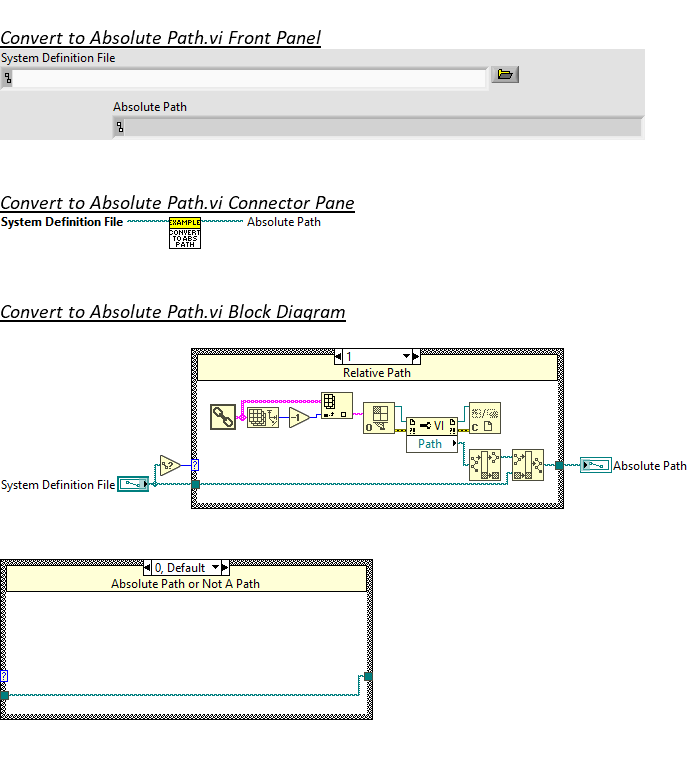 Convert to Absolute Path.vi Front Panel
System Definition File
Absolute Path
Convert to Absolute Path.vi Connector Pane
System Definition File
EXAMPLE
Absolute Path
CONVERT
TO ABS
PATH
Convert to Absolute Path.vi Block Diagram
1
Relative Path
-1
0
VI
C
Path
?
?
System Definition File
Absolute Path
0, Default
Absolute Path or Not A Path
?